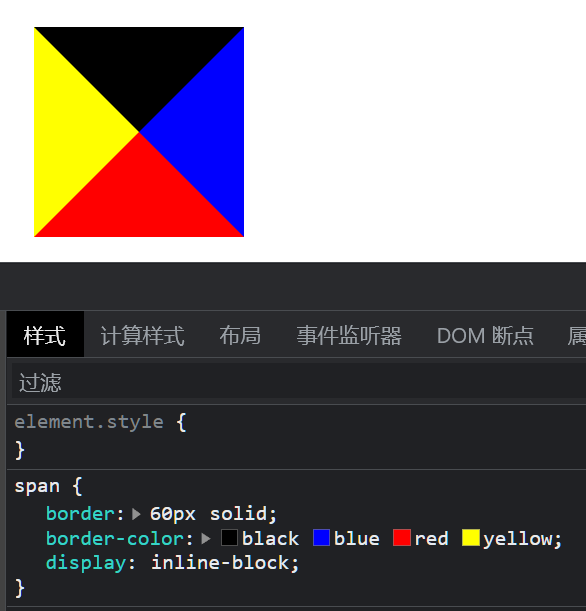 样式 计算样式 布局 事件监听器 DOM 断点
过滤
element.style {
}
span {
border: 60px solid;
border-color: black blue red yellow;
display: inline-block;
}